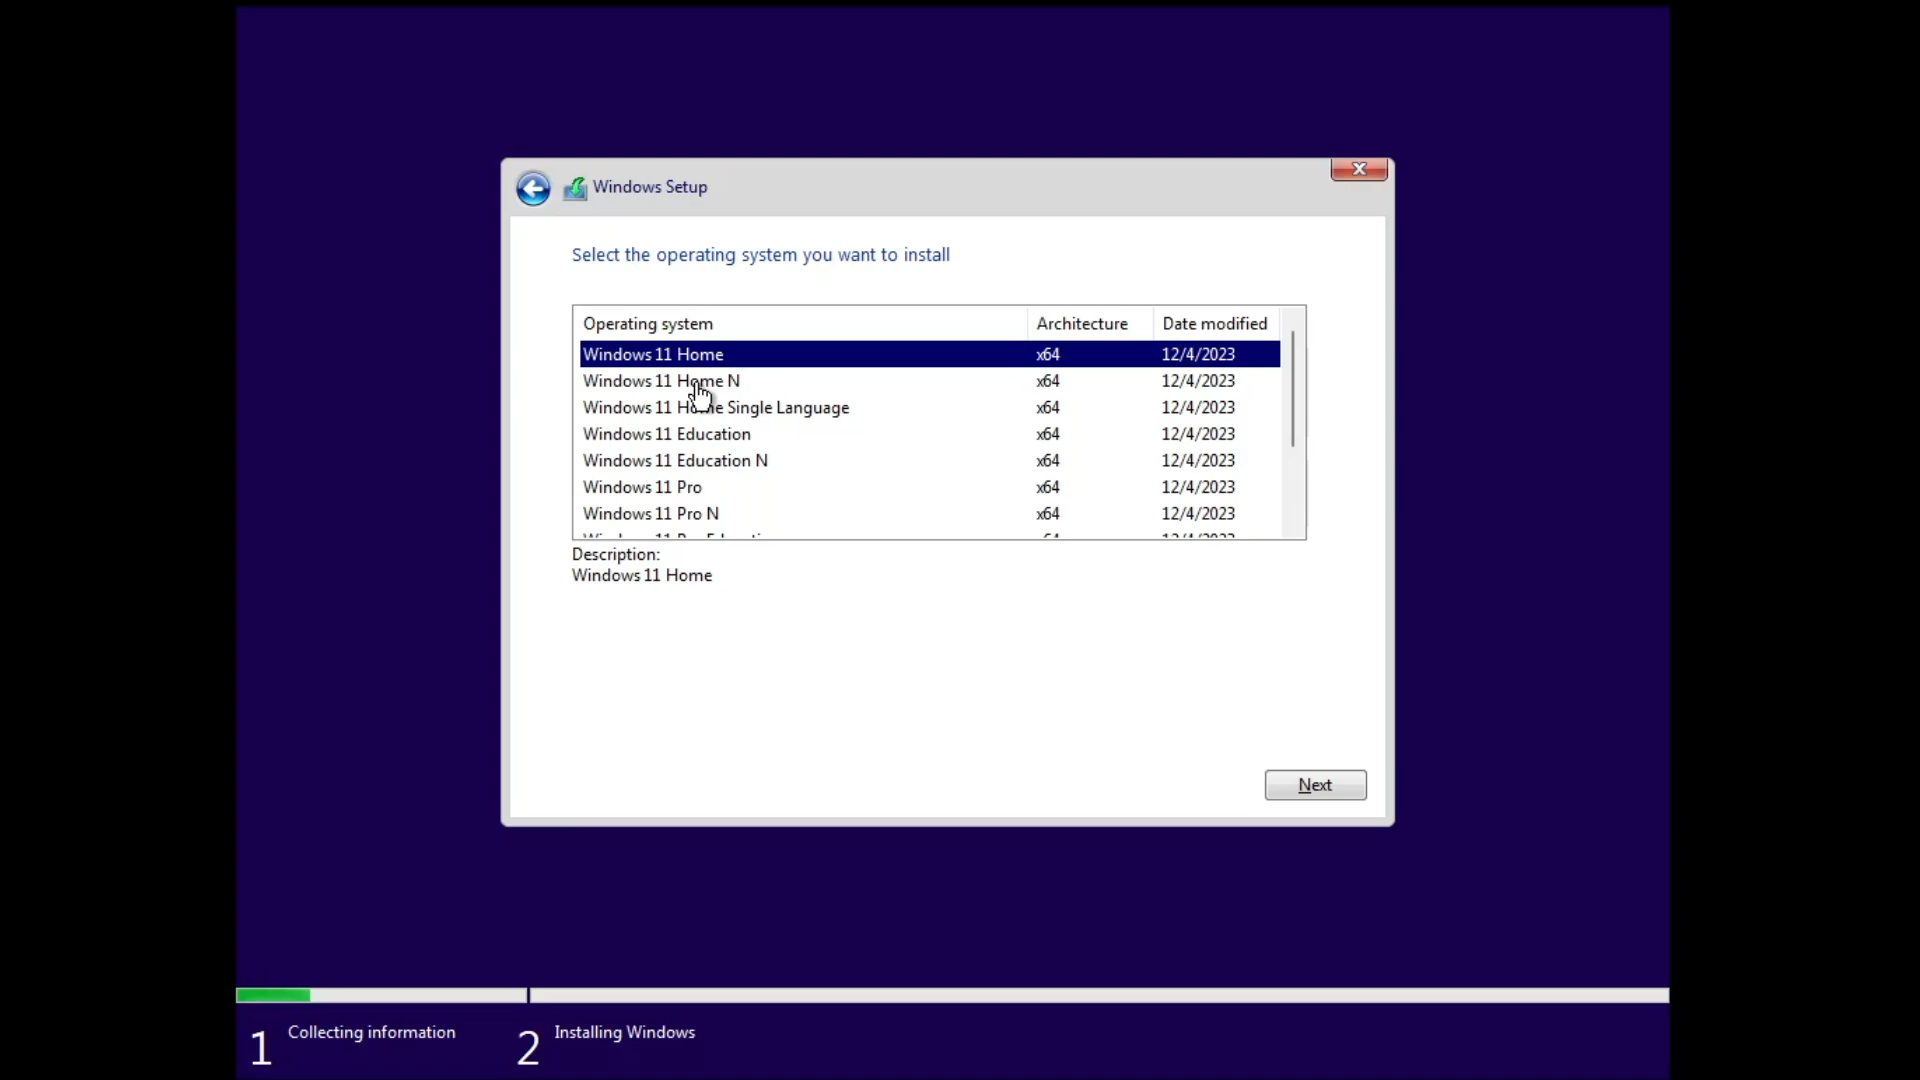 Windows Setup
Select the operating system you want to install
Operating system Architecture Date modified
Windows 11 Home x64 12/4/2023
Windows 11 Home N x64 12/4/2023
Windows 11 Home Single Language x64 12/4/2023
Windows 11 Education x64 12/4/2023
Windows 11 Education N x64 12/4/2023
Windows 11 Pro x64 12/4/2023
Windows 11 Pro N x64 12/4/2023
Description:
Windows 11 Home
Next
1 Collecting information 2 Installing Windows